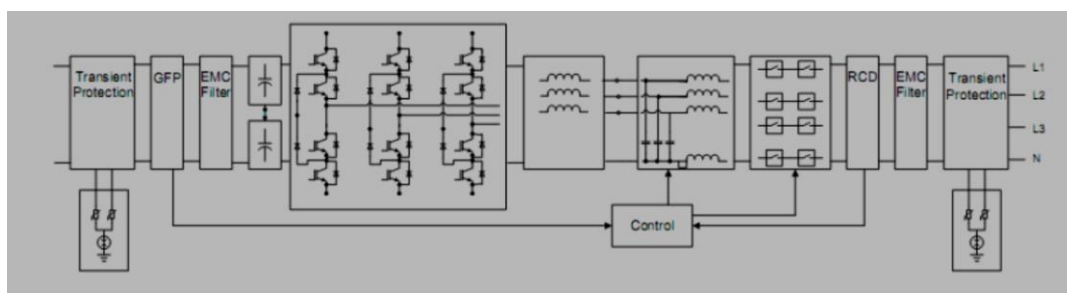 Transient
Protection
GFP
EMC
Filter
RCD
EMC
Filter
Transient
Protection
L1
L2
L3
N
Control